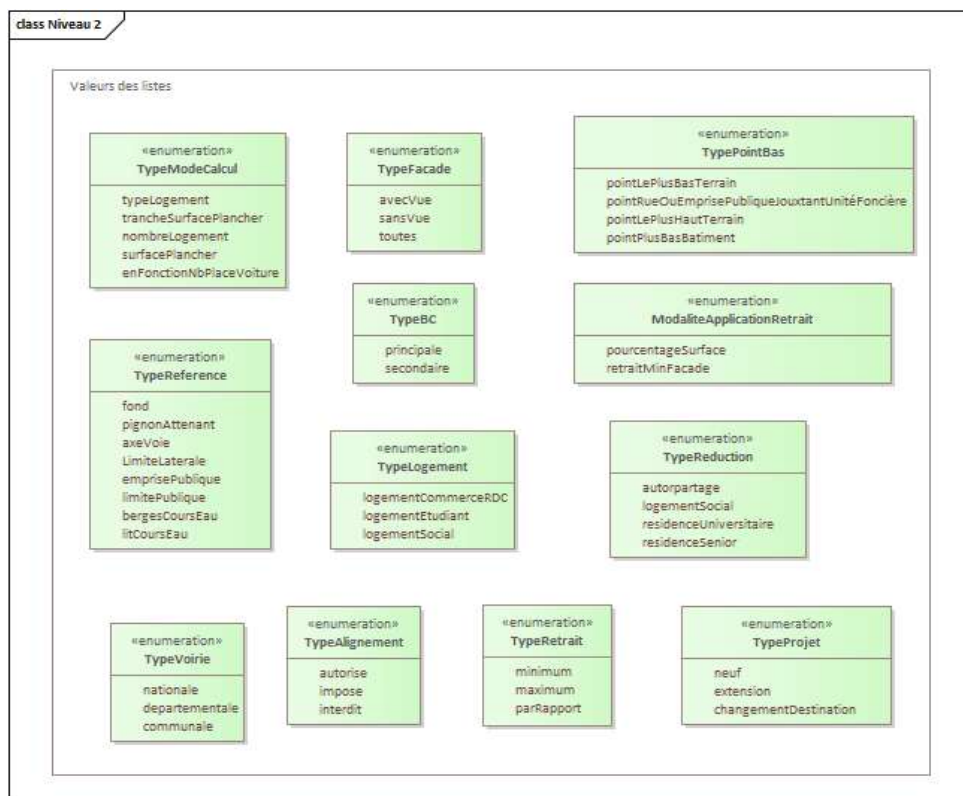 class Niveau 2
Valeurs des listes
«enumeration»
TypeModeCalcul
typeLogement
trancheSurfacePlancher
nombreLogement
surfacePlancher
enFonctionNbPlaceVoiture
«enumeration»
TypeFacade
avecVue
sansVue
toutes
«enumeration»
TypePointBas
pointLePlusBasTerrain
pointRueOuEmprisePubliqueJouxtantUnitéFoncière
pointLePlusHautTerrain
pointPlusBasBatiment
«enumeration»
TypeBC
principale
secondaire
«enumeration»
ModaliteApplicationRetrait
pourcentageSurface
retraitMinFacade
«enumeration»
TypeReference
fond
pignonAttenant
axeVoie
LimiteLaterale
emprisePublique
limitePublique
bergesCoursEau
litCoursEau
«enumeration»
TypeLogement
logementCommerceRDC
logementEtudiant
logementSocial
«enumeration»
TypeReduction
autorpartage
logementSocial
residenceUniversitaire
residenceSenior
«enumeration»
TypeVoirie
nationale
departementale
communale
«enumeration»
TypeAlignement
autorise
impose
interdit
«enumeration»
TypeRetrait
minimum
maximum
parRapport
«enumeration»
TypeProjet
neuf
extension
changementDestination